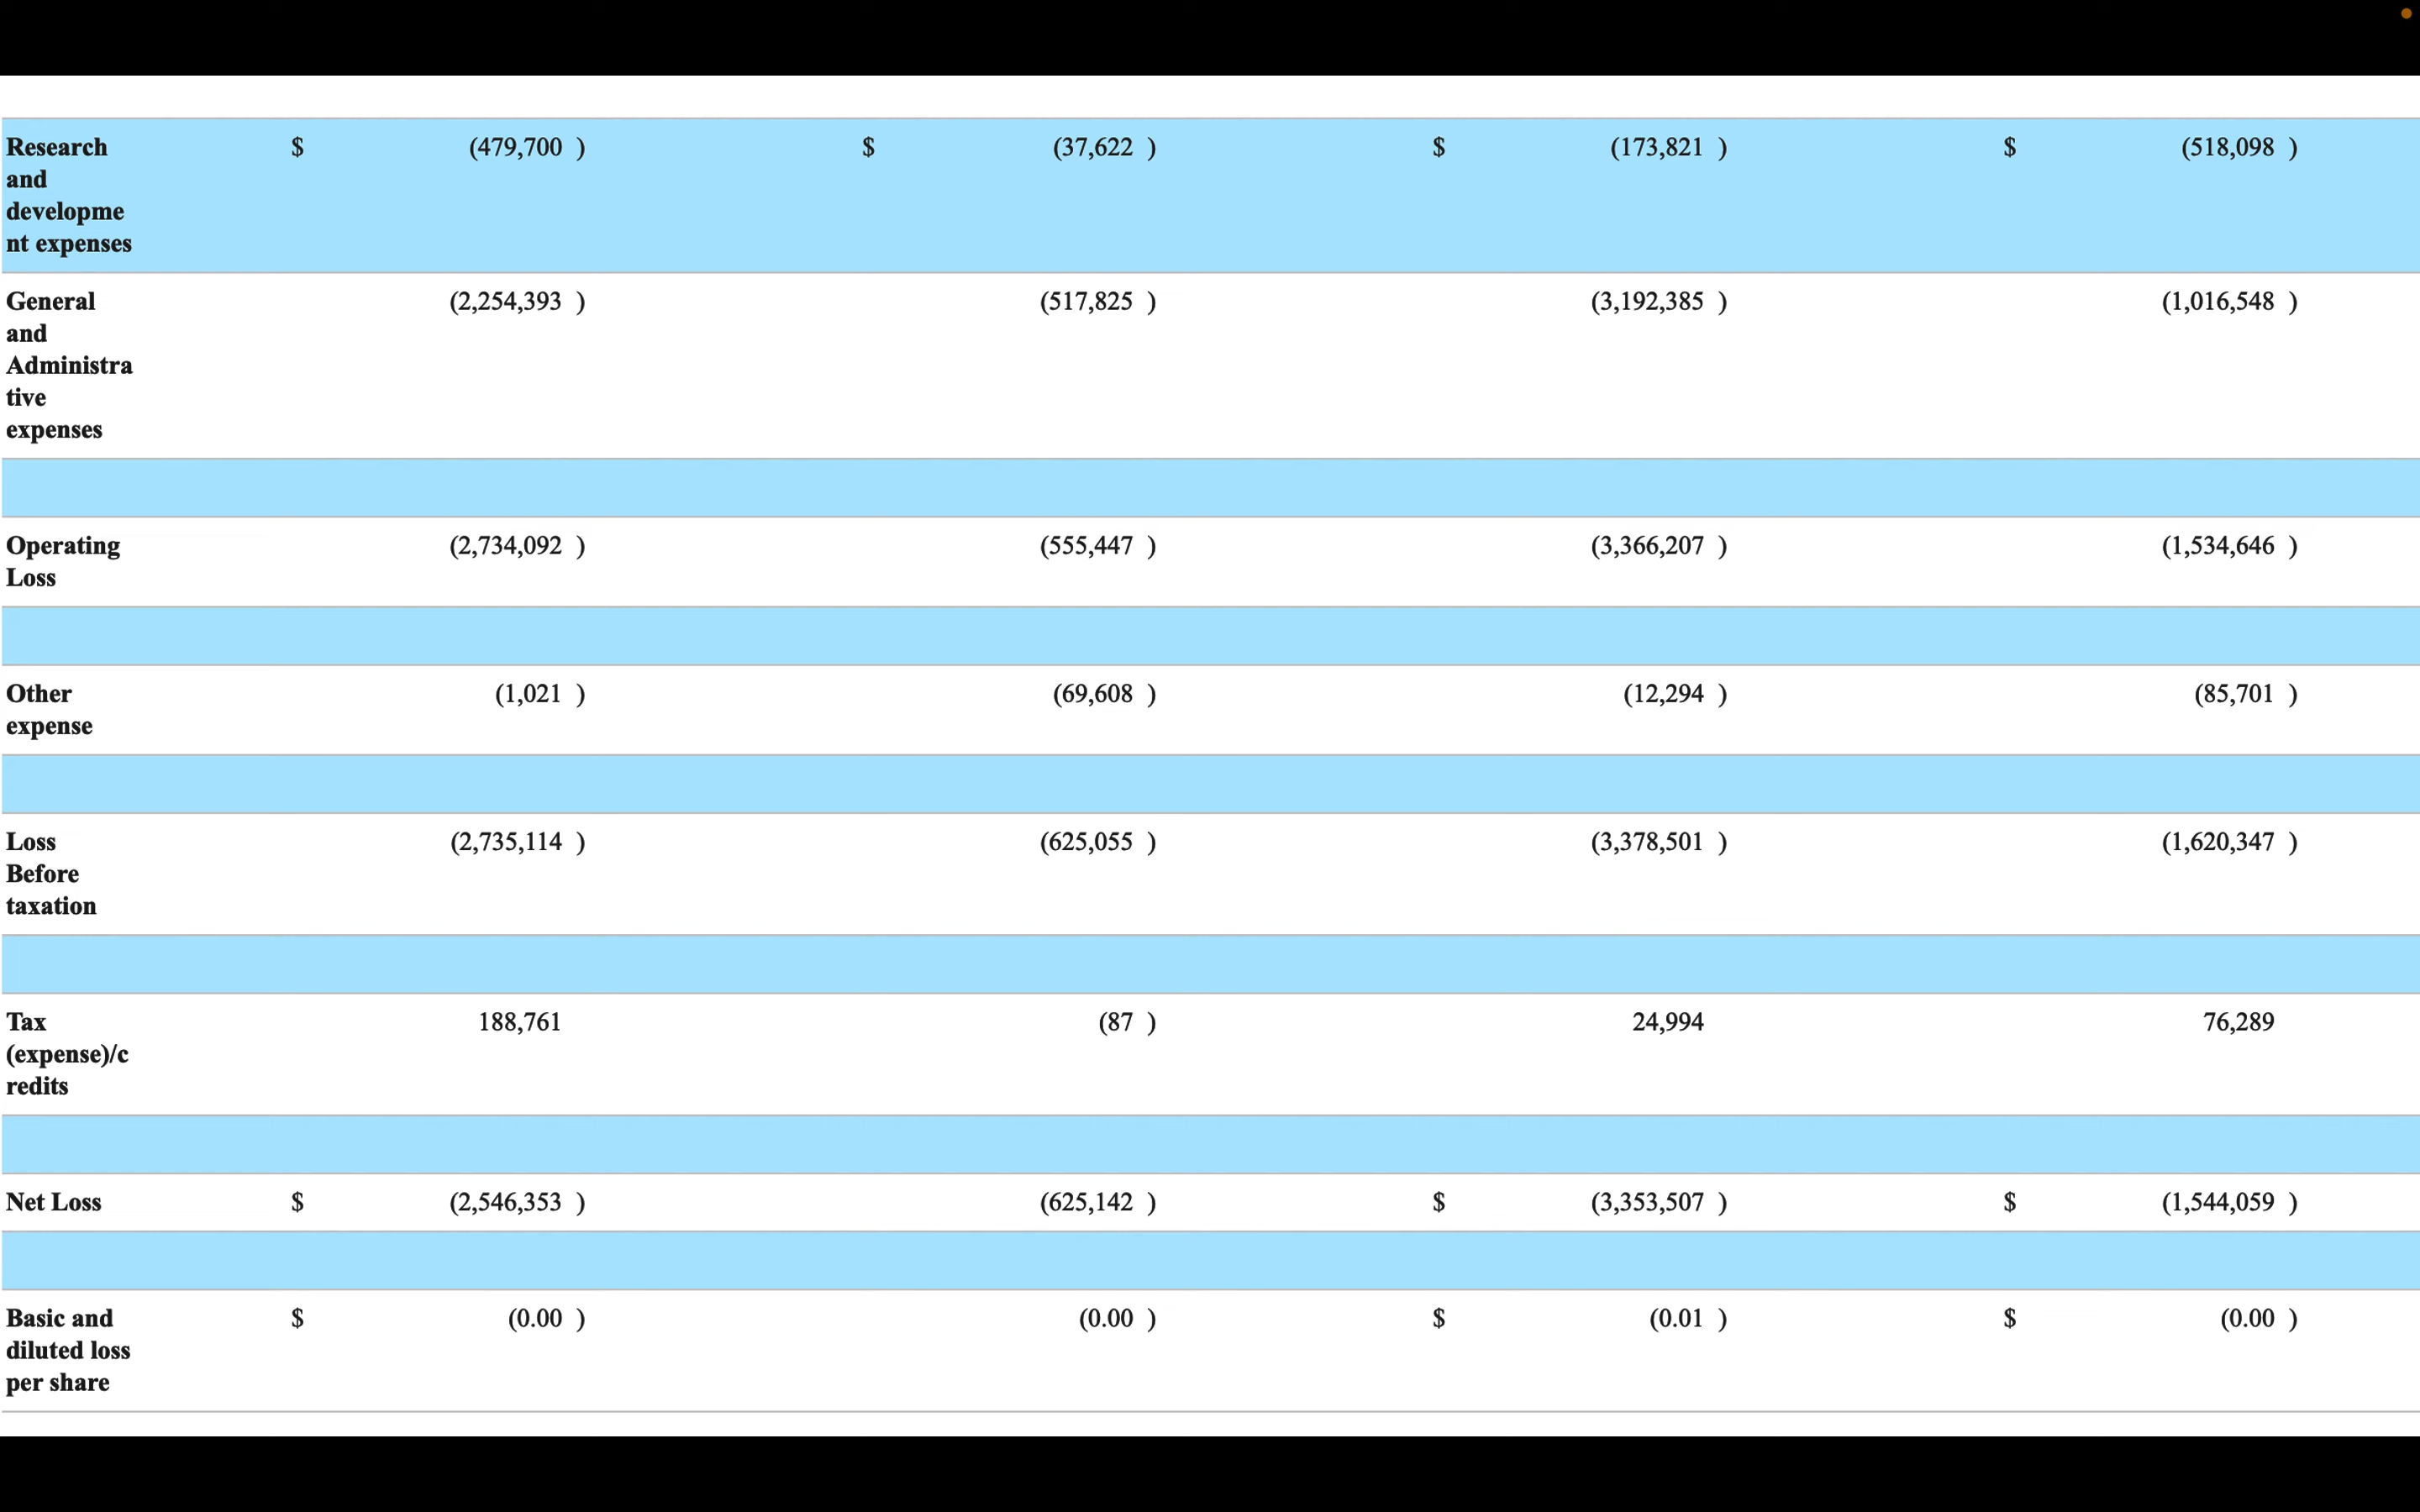 Research $ (479,700 ) $ (37,622 ) $ (173,821 ) $ (518,098 )
and
developme
nt expenses
General (2,254,393 ) (517,825 ) (3,192,385 ) (1,016,548 )
and
Administra
tive
expenses
Operating (2,734,092 ) (555,447 ) (3,366,207 ) (1,534,646 )
Loss
Other (1,021 ) (69,608 ) (12,294 ) (85,701 )
expense
Loss (2,735,114 ) (625,055 ) (3,378,501 ) (1,620,347 )
Before
taxation
Tax 188,761 (87 ) 24,994 76,289
(expense)/c
redits
Net Loss $ (2,546,353 ) (625,142 ) $ (3,353,507 ) $ (1,544,059 )
Basic and $ (0.00 ) (0.00 ) $ (0.01 ) $ (0.00 )
diluted loss
per share